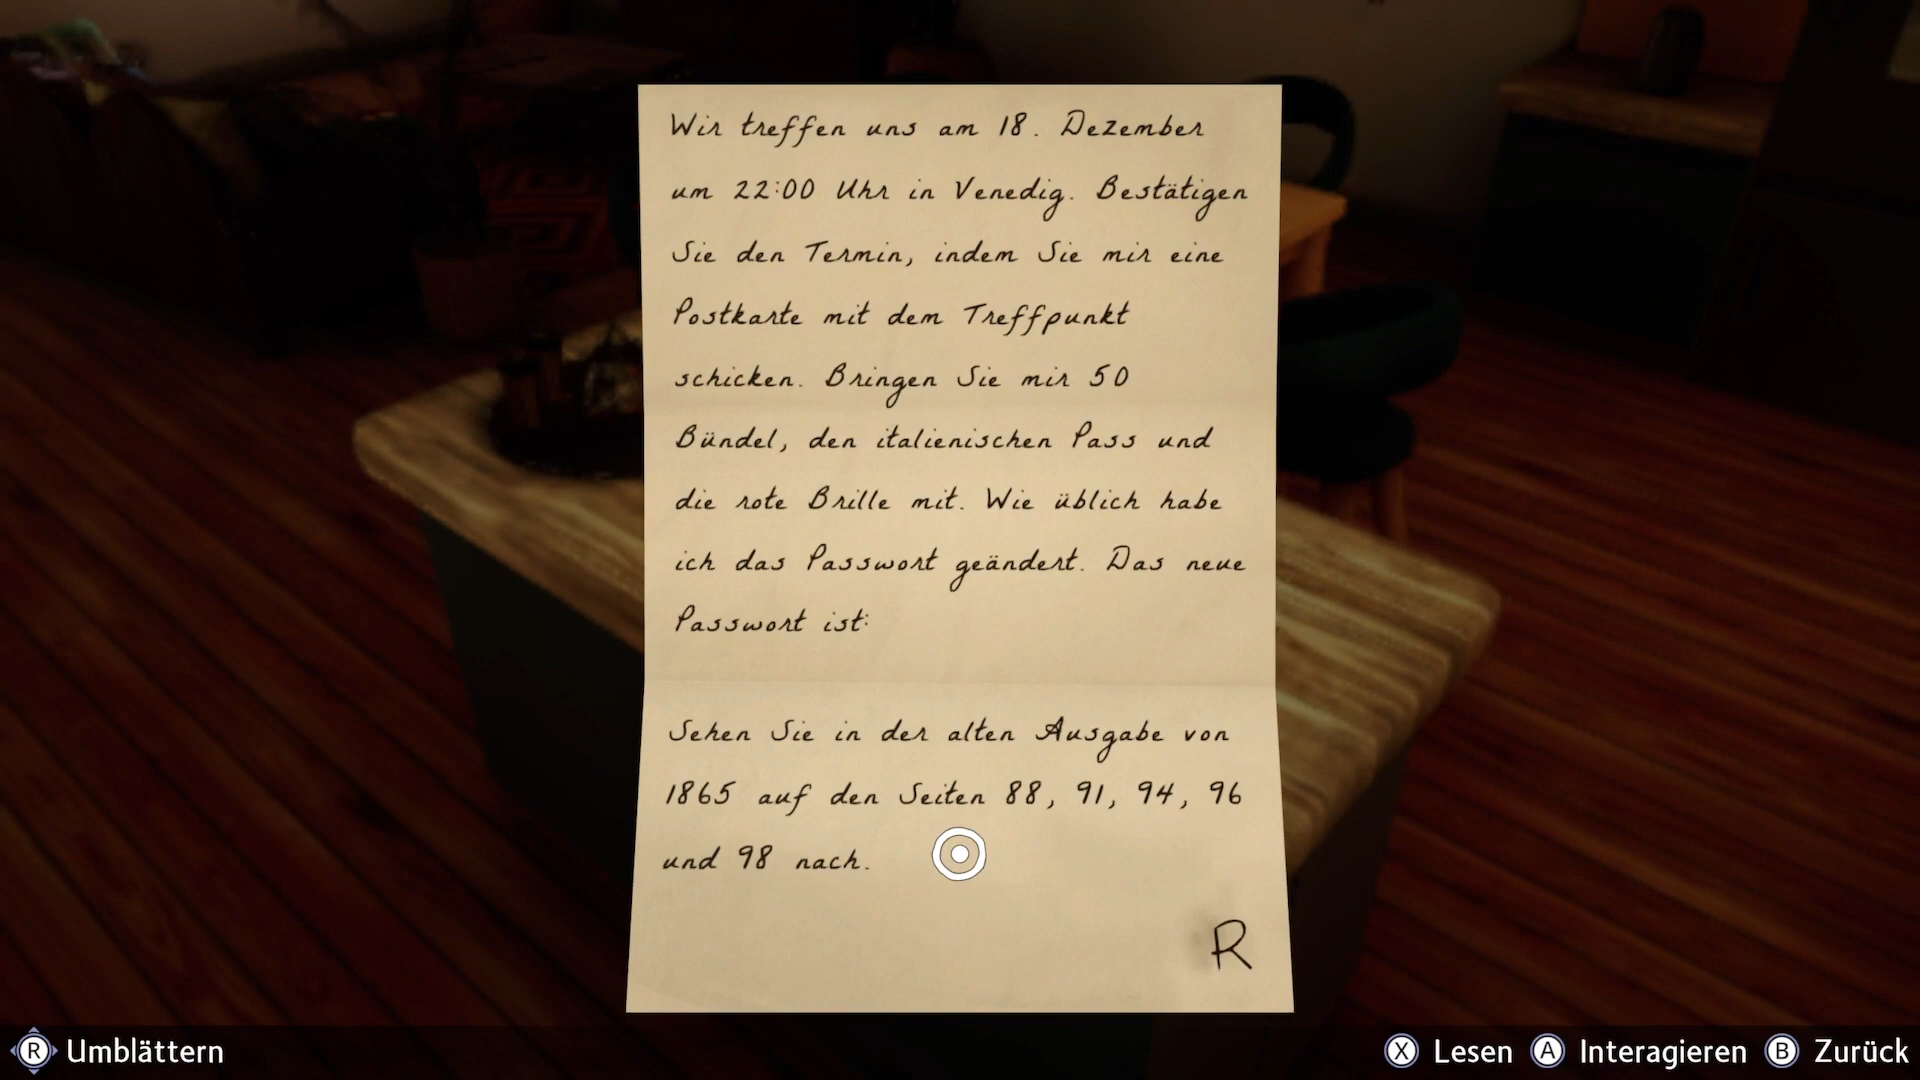 Wir treffen uns am 18. Dezember
um 22:00 Uhr in Venedig. Bestätigen
Sie den Termin, indem Sie mir eine
Postkarte mit dem Treffpunkt
schicken. Bringen Sie mir 50
Bündel, den italienischen Pass und
die rote Brille mit. Wie üblich habe
ich das Passwort geändert. Das neue
Passwort ist:
Sehen Sie in der alten Ausgabe von
1865 auf den Seiten 88, 91, 94, 96
und 98 nach.
R
R Umblättern
X Lesen A Interagieren B Zurück